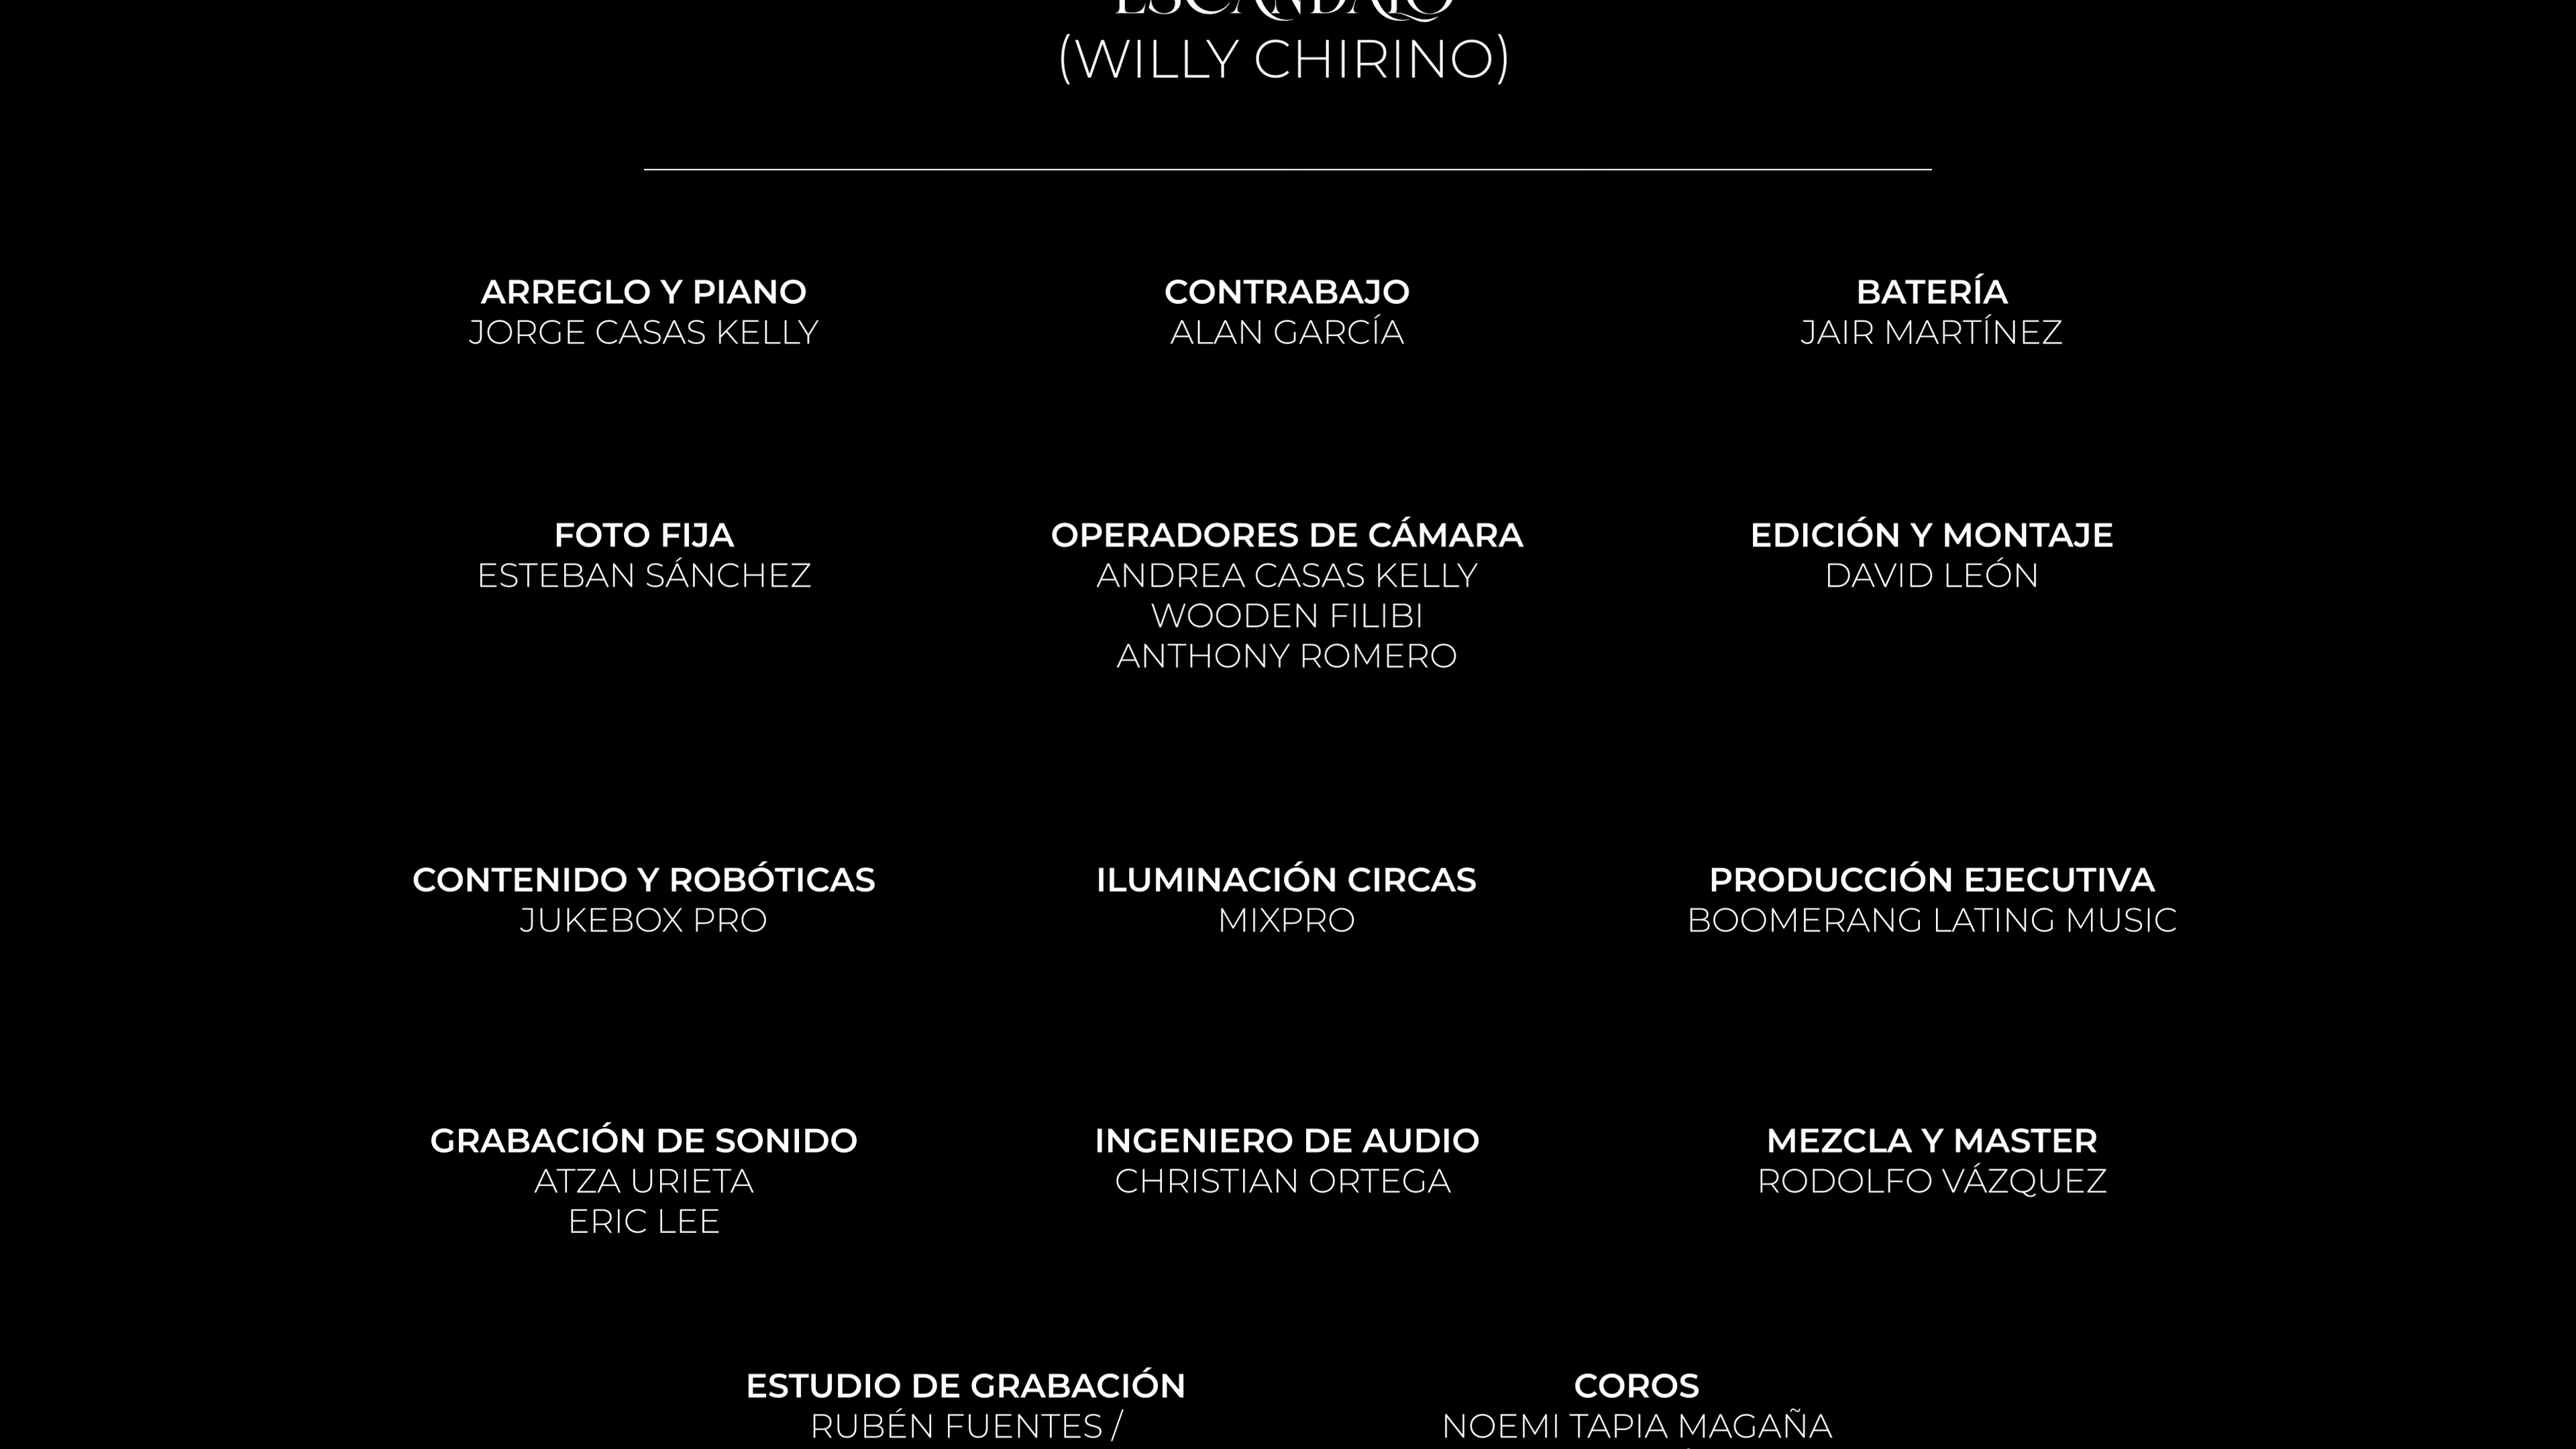 ESCÁNDALO
(WILLY CHIRINO)
ARREGLO Y PIANO
JORGE CASAS KELLY
CONTRABAJO
ALAN GARCÍA
BATERÍA
JAIR MARTÍNEZ
FOTO FIJA
ESTEBAN SÁNCHEZ
OPERADORES DE CÁMARA
ANDREA CASAS KELLY
WOODEN FILIBI
ANTHONY ROMERO
EDICIÓN Y MONTAJE
DAVID LEÓN
CONTENIDO Y ROBÓTICAS
JUKEBOX PRO
ILUMINACIÓN CIRCAS
MIXPRO
PRODUCCIÓN EJECUTIVA
BOOMERANG LATING MUSIC
GRABACIÓN DE SONIDO
ATZA URIETA
ERIC LEE
INGENIERO DE AUDIO
CHRISTIAN ORTEGA
MEZCLA Y MASTER
RODOLFO VÁZQUEZ
ESTUDIO DE GRABACIÓN
RUBÉN FUENTES /
COROS
NOEMI TAPIA MAGAÑA